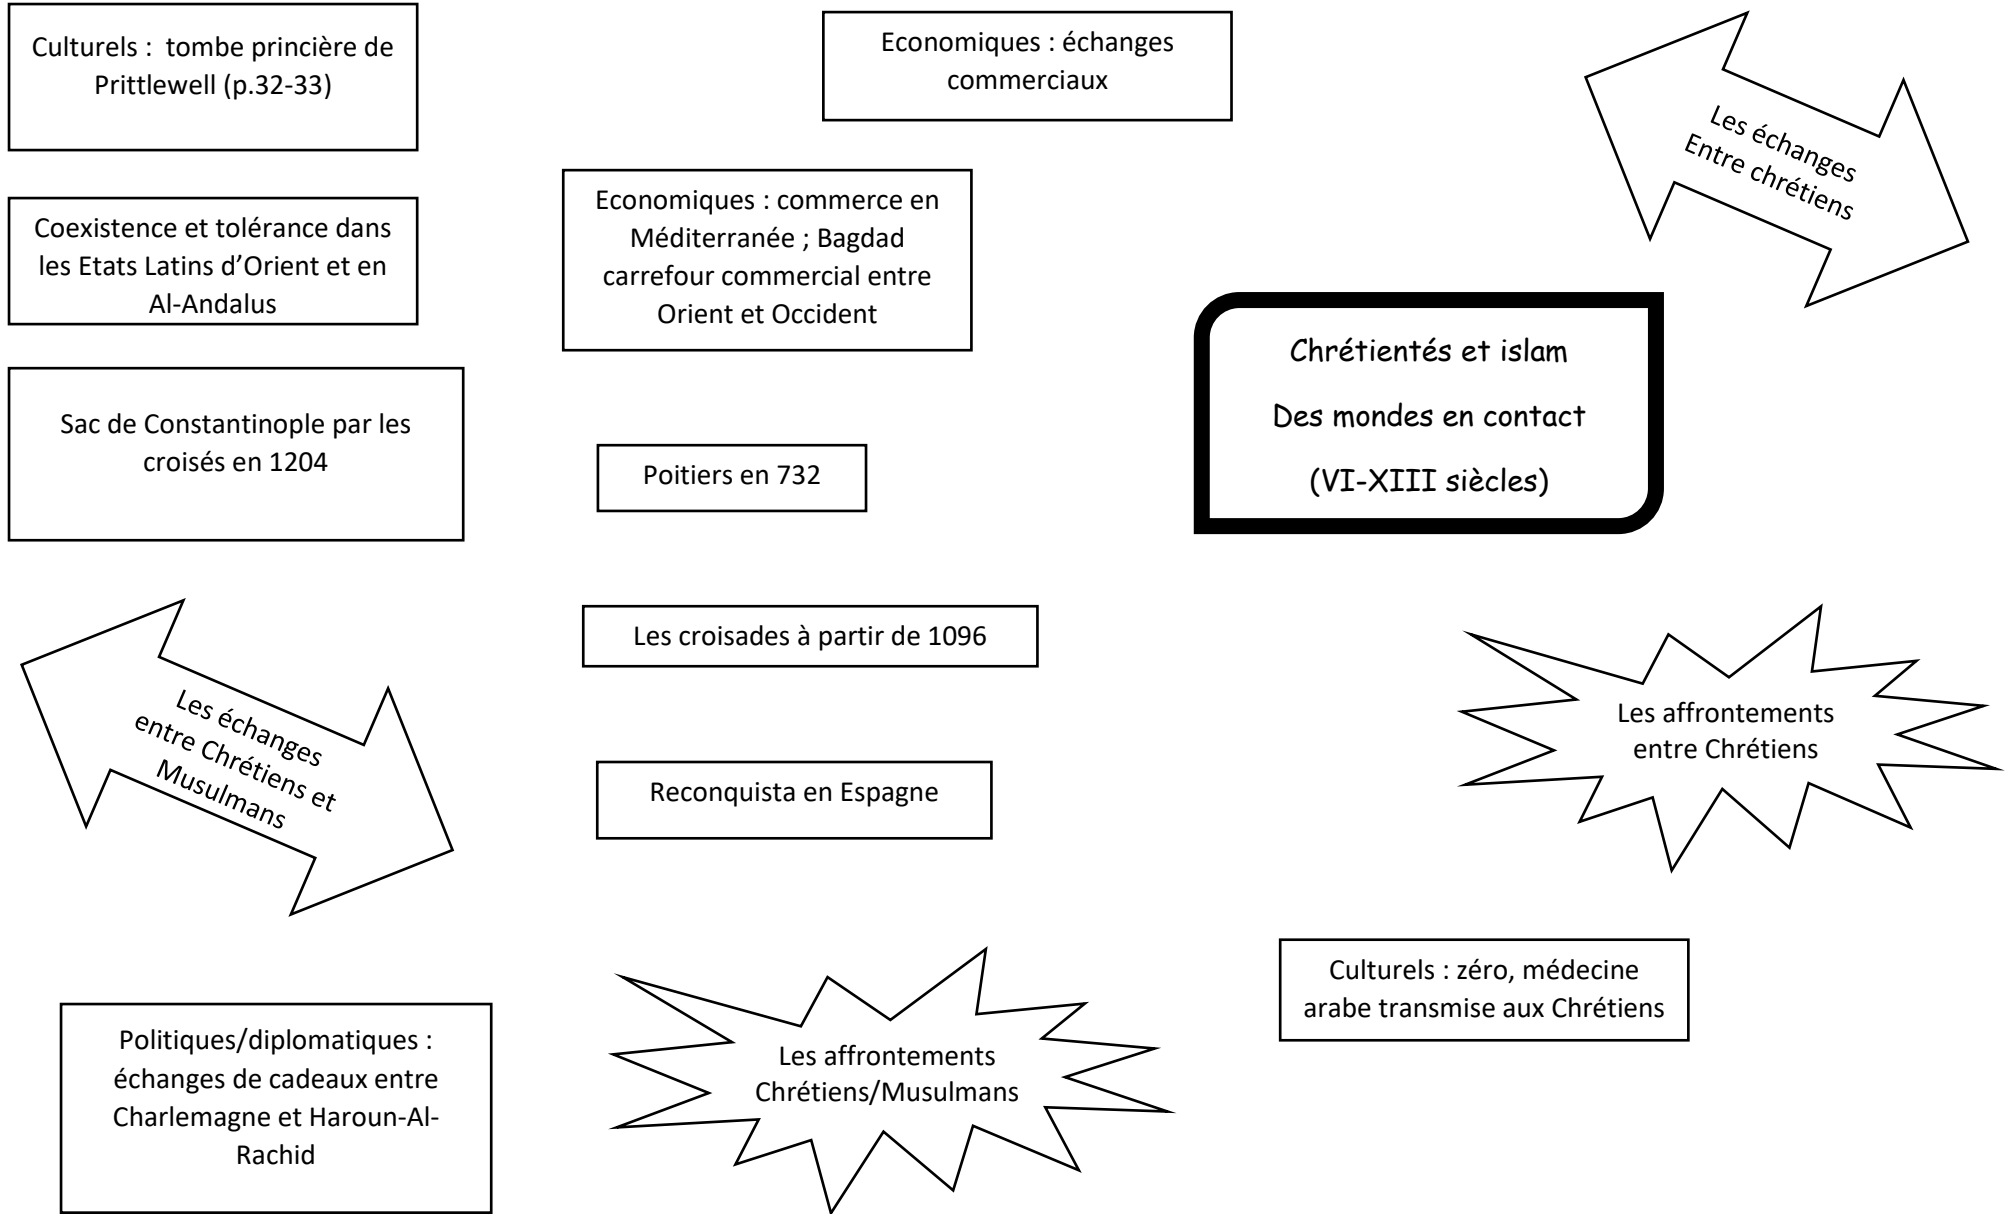 Culturels : tombe princière de
Prittlewell (p.32-33)
Economiques : échanges
commerciaux
Les échanges
Entre chrétiens
Coexistence et tolérance dans
les Etats Latins d’Orient et en
Al-Andalus
Economiques : commerce en
Méditerranée ; Bagdad
carrefour commercial entre
Orient et Occident
Chrétientés et islam
Des mondes en contact
(VI-XIII siècles)
Sac de Constantinople par les
croisés en 1204
Poitiers en 732
Les croisades à partir de 1096
Les échanges
entre Chrétiens et
Musulmans
Les affrontements
entre Chrétiens
Reconquista en Espagne
Culturels : zéro, médecine
arabe transmise aux Chrétiens
Politiques/diplomatiques :
échanges de cadeaux entre
Charlemagne et Haroun-Al-
Rachid
Les affrontements
Chrétiens/Musulmans